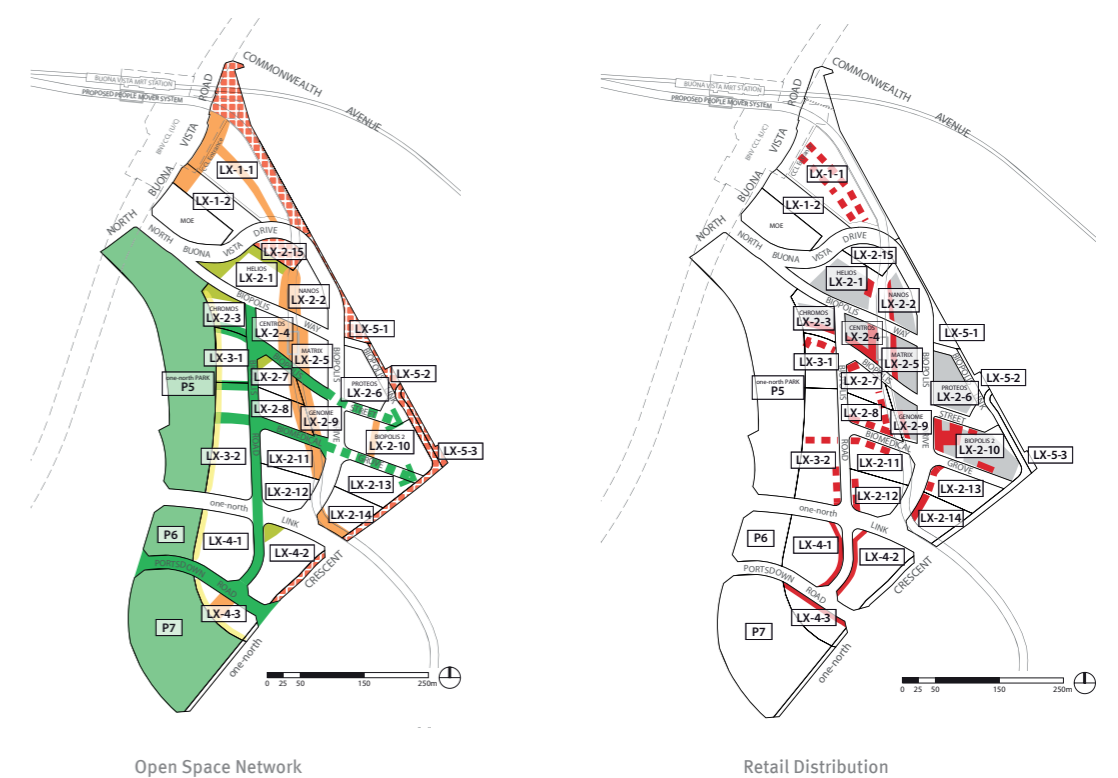 COMMONWEALTH
AVENUE
BUONA VISTA MRT STATION
PROPOSED PEOPLE MOVER SYSTEM
ROAD
VISTA
BUONA
NORTH
BNV CCL (U/C)
LX-1-1
LX-1-2
MOE
NORTH
BUONA
VISTA
DRIVE
LX-2-15
HELIOS
LX-2-1
NANOS
LX-2-2
BIOPOLIS
WAY
CHROMOS
LX-2-3
CENTROS
LX-2-4
LX-5-1
MATRIX
LX-2-5
LX-3-1
BIOPOLIS
LX-5-2
one-north PARK
P5
LX-2-7
BIOPOLIS
PROTEOS
LX-2-6
LX-2-8
STREET
GENOME
LX-2-9
BIOMEDICAL
BIOPOLIS 2
LX-2-10
ROAD
LX-3-2
LX-2-11
GROVE
LX-5-3
LX-2-13
LX-2-12
one-north
LINK
LX-2-14
P6
LX-4-1
LX-4-2
CRESCENT
PORTSDOWN
ROAD
LX-4-3
P7
one-north
0 25 50 150 250m
Open Space Network
COMMONWEALTH
AVENUE
BUONA VISTA MRT STATION
PROPOSED PEOPLE MOVER SYSTEM
ROAD
VISTA
BUONA
NORTH
BNV CCL (U/C)
LX-1-1
LX-1-2
MOE
NORTH
BUONA
VISTA
DRIVE
LX-2-15
HELIOS
LX-2-1
NANOS
LX-2-2
BIOPOLIS
WAY
CHROMOS
LX-2-3
CENTROS
LX-2-4
LX-5-1
MATRIX
LX-2-5
BIOPOLIS
LX-3-1
BIOPOLIS
LX-5-2
one-north PARK
P5
LX-2-7
PROTEOS
LX-2-6
LX-2-8
STREET
GENOME
LX-2-9
BIOMEDICAL
BIOPOLIS 2
LX-2-10
ROAD
LX-3-2
LX-2-11
GROVE
LX-5-3
LX-2-13
LX-2-12
one-north
LINK
LX-2-14
P6
LX-4-1
LX-4-2
CRESCENT
PORTSDOWN
ROAD
LX-4-3
P7
one-north
0 25 50 150 250m
Retail Distribution